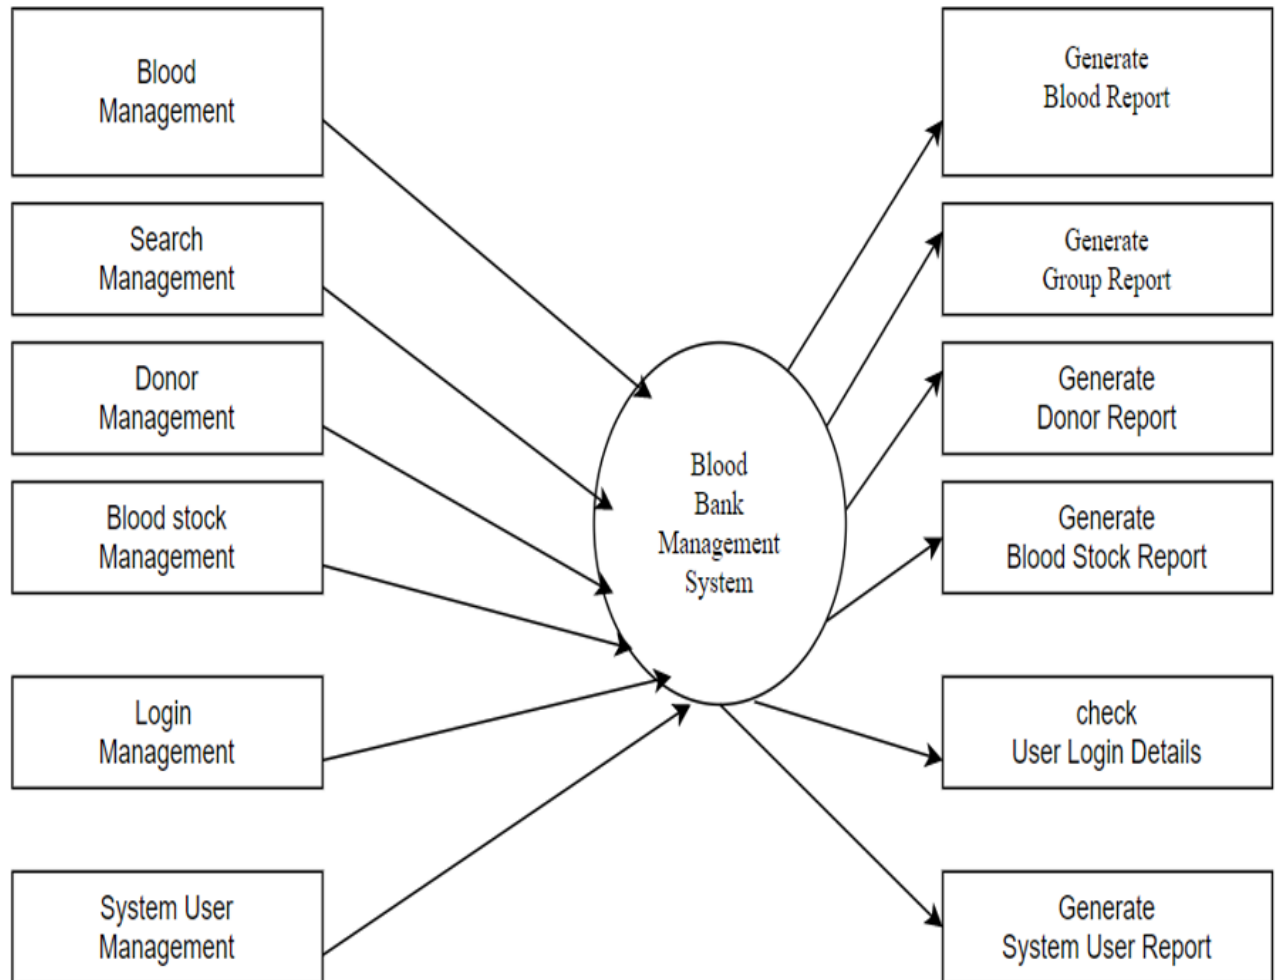 Blood
Management
Search
Management
Donor
Management
Blood stock
Management
Login
Management
System User
Management
Blood
Bank
Management
System
Generate
Blood Report
Generate
Group Report
Generate
Donor Report
Generate
Blood Stock Report
check
User Login Details
Generate
System User Report